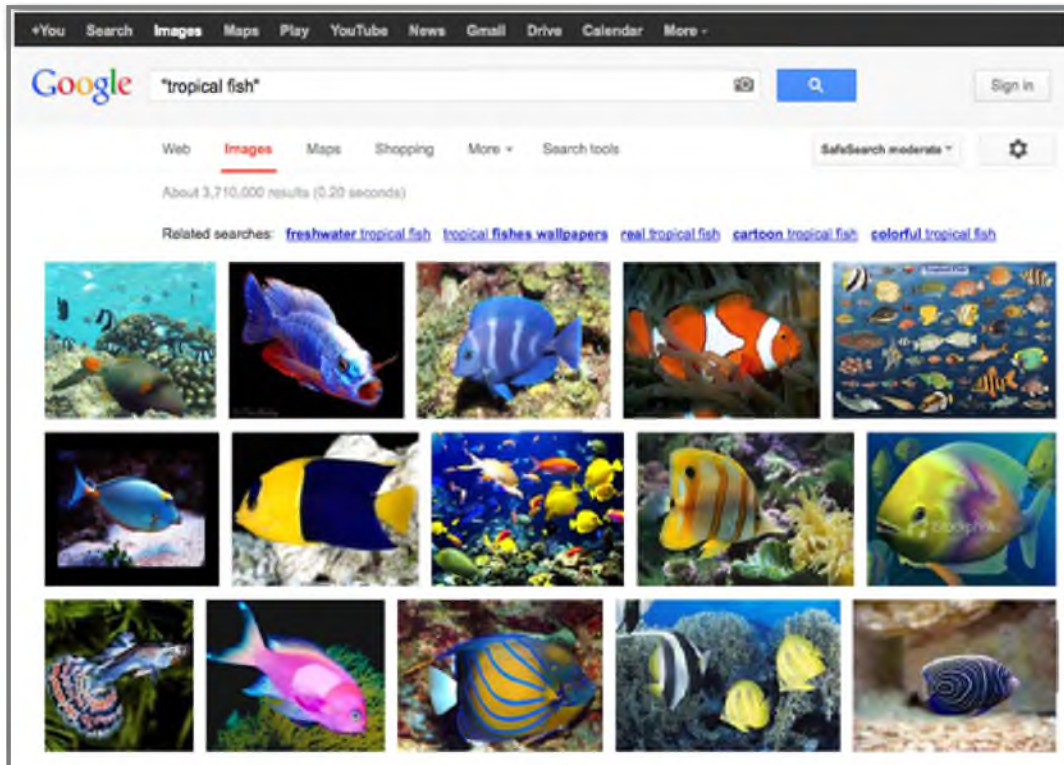 +You Search Images Maps Play YouTube News Gmail Drive Calendar More
Google "tropical fish" Sign in
Web Images Maps Shopping More Search tools SafeSearch moderate
About 3,710,000 results (0.20 seconds)
Related searches: freshwater tropical fish tropical fishes wallpapers real tropical fish cartoon tropical fish colorful tropical fish
Tropical Fish